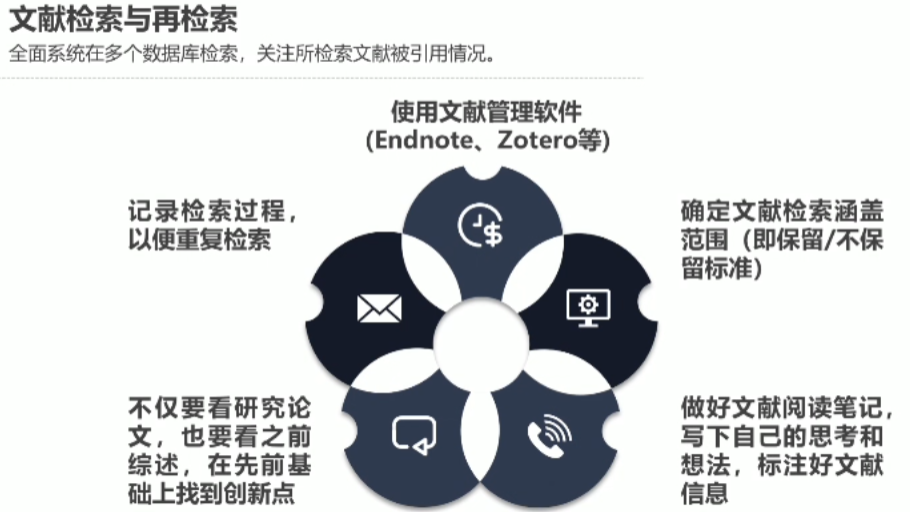 文献检索与再检索
全面系统在多个数据库检索，关注所检索文献被引用情况。
使用文献管理软件
(Endnote、Zotero等)
记录检索过程，
以便重复检索
确定文献检索涵盖
范围（即保留/不保
留标准）
$
不仅要看研究论
文，也要看之前
综述，在先前基
础上找到创新点
做好文献阅读笔记，
写下自己的思考和
想法，标注好文献
信息